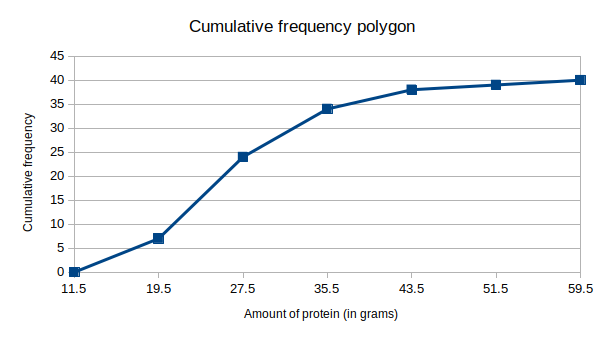 Cumulative frequency polygon
45
40
35
30
25
20
15
10
5
0
Cumulative frequency
11.5 19.5 27.5 35.5 43.5 51.5 59.5
Amount of protein (in grams)